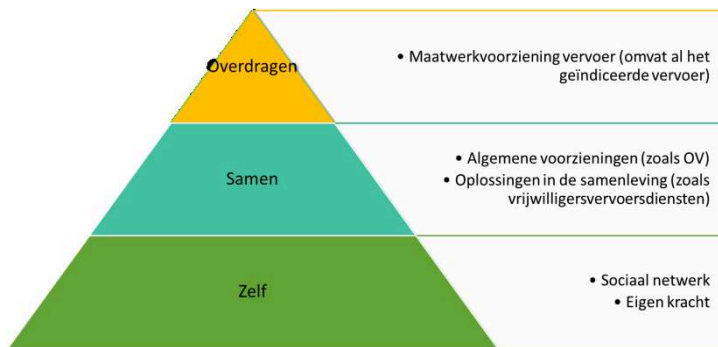 Overdragen
• Maatwerkvoorziening vervoer (omvat al het
geïndiceerde vervoer)
Samen
• Algemene voorzieningen (zoals OV)
• Oplossingen in de samenleving (zoals
vrijwilligersvervoersdiensten)
Zelf
• Sociaal netwerk
• Eigen kracht